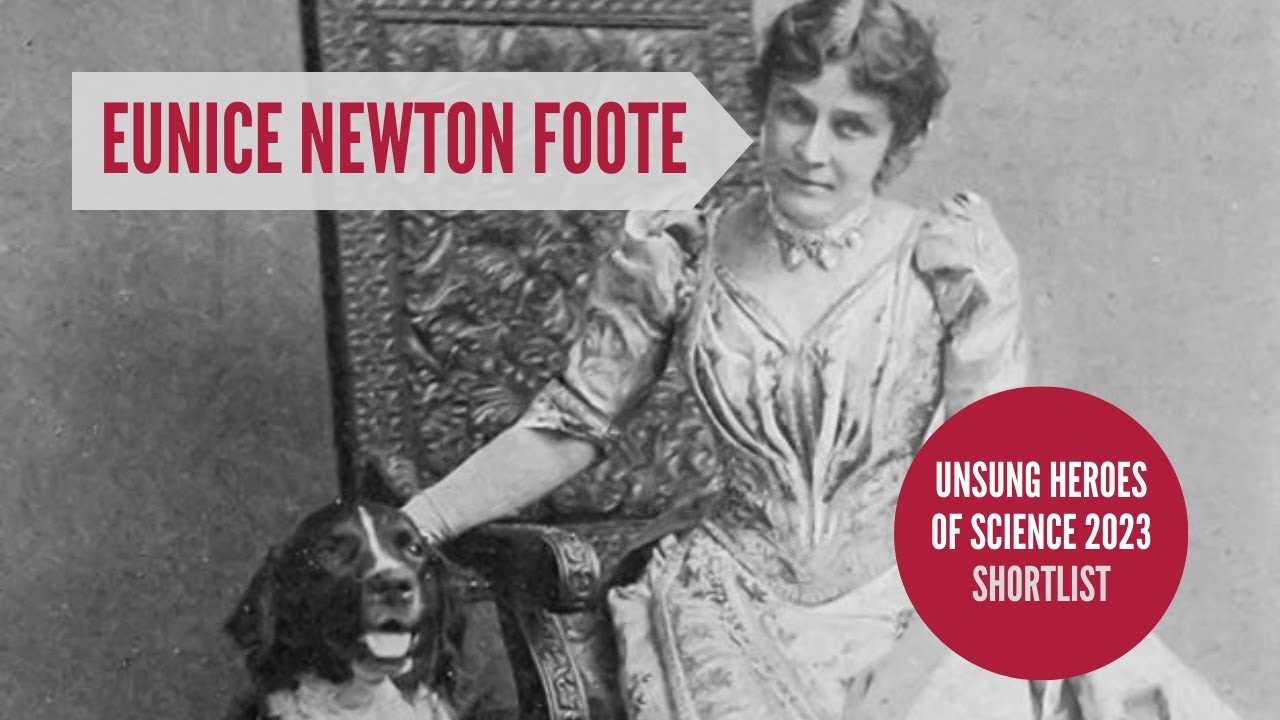 EUNICE NEWTON FOOTE
UNSUNG HEROES
OF SCIENCE 2023
SHORTLIST